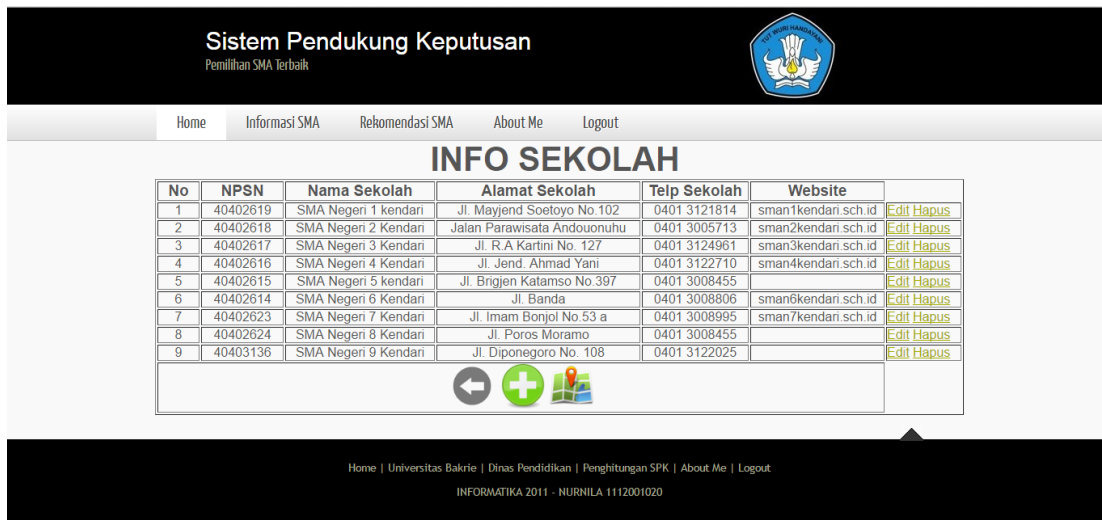 Sistem Pendukung Keputusan
Pemilihan SMA Terbaik
TUT WURI HANDAYANI
Home Informasi SMA Rekomendasi SMA About Me Logout
INFO SEKOLAH
No NPSN Nama Sekolah Alamat Sekolah Telp Sekolah Website
1 40402619 SMA Negeri 1 kendari Jl. Mayjend Soetoyo No.102 0401 3121814 sman1kendari.sch.id Edit Hapus
2 40402618 SMA Negeri 2 Kendari Jalan Parawisata Andouonuhu 0401 3005713 sman2kendari.sch.id Edit Hapus
3 40402617 SMA Negeri 3 Kendari Jl. R.A Kartini No. 127 0401 3124961 sman3kendari.sch.id Edit Hapus
4 40402616 SMA Negeri 4 Kendari Jl. Jend. Ahmad Yani 0401 3122710 sman4kendari.sch.id Edit Hapus
5 40402615 SMA Negeri 5 kendari Jl. Brigjen Katamso No.397 0401 3008455 Edit Hapus
6 40402614 SMA Negeri 6 Kendari Jl. Banda 0401 3008806 sman6kendari.sch.id Edit Hapus
7 40402623 SMA Negeri 7 Kendari Jl. Imam Bonjol No.53 a 0401 3008995 sman7kendari.sch.id Edit Hapus
8 40402624 SMA Negeri 8 Kendari Jl. Poros Moramo 0401 3008455 Edit Hapus
9 40403136 SMA Negeri 9 Kendari Jl. Diponegoro No. 108 0401 3122025 Edit Hapus
Home | Universitas Bakrie | Dinas Pendidikan | Penghitungan SPK | About Me | Logout
INFORMATIKA 2011 - NURNILA 1112001020